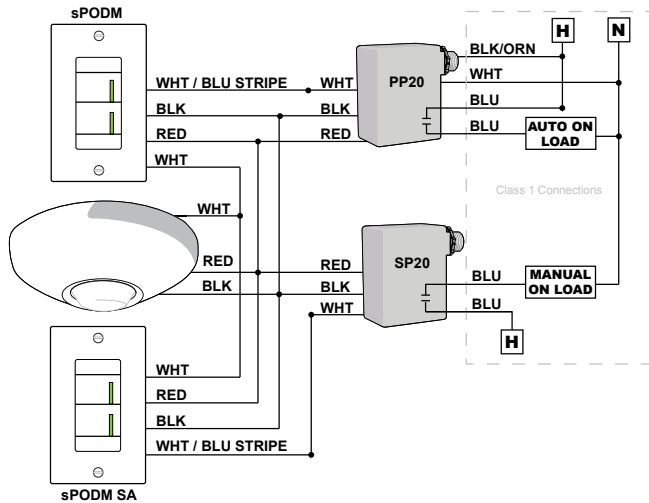 sPODM
WHT / BLU STRIPE
WHT
BLK
BLK
RED
RED
WHT
PP20
BLK/ORN
WHT
BLU
BLU
H
N
AUTO ON
LOAD
Class 1 Connections
WHT
RED
RED
BLK
BLK
WHT
SP20
BLU
BLU
MANUAL
ON LOAD
H
WHT
RED
BLK
WHT / BLU STRIPE
sPODM SA